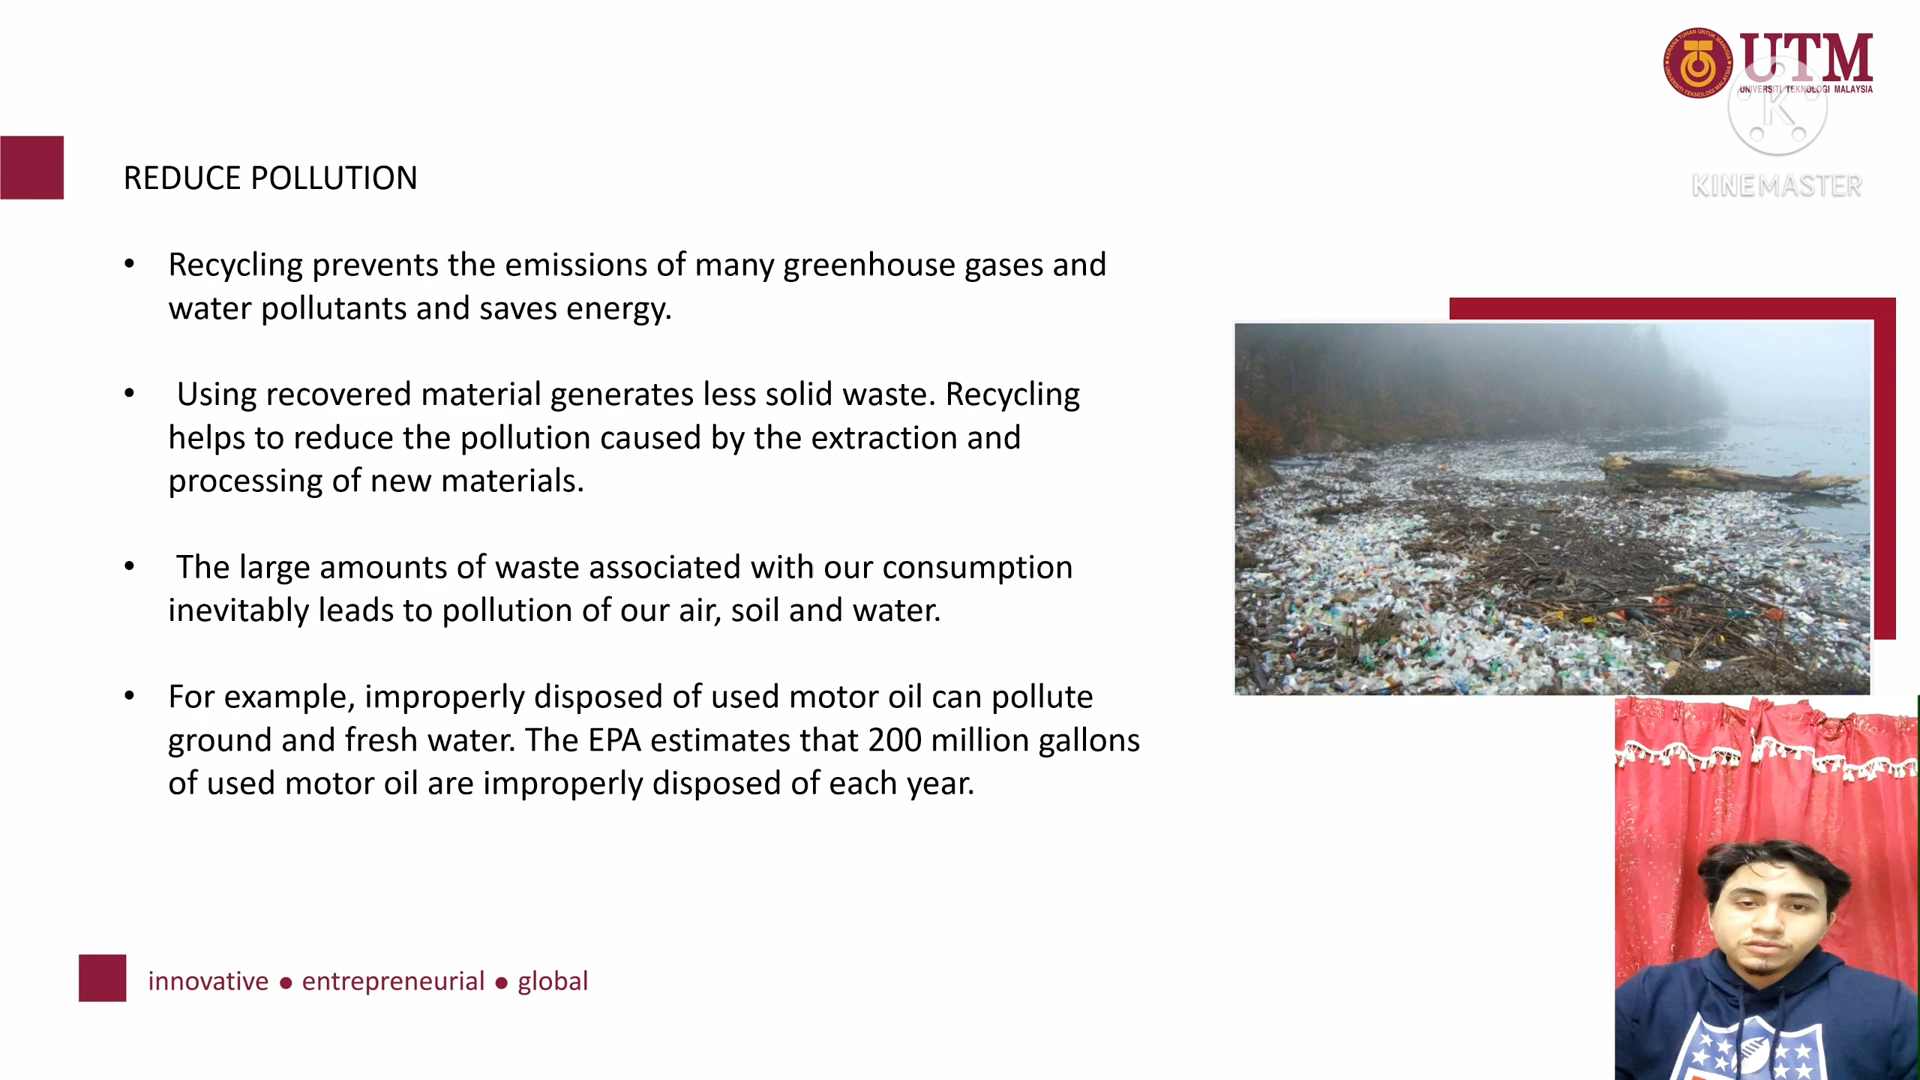 UTM
UNIVERSITI TEKNOLOGI MALAYSIA
KINEMASTER
REDUCE POLLUTION
• Recycling prevents the emissions of many greenhouse gases and
water pollutants and saves energy.
• Using recovered material generates less solid waste. Recycling
helps to reduce the pollution caused by the extraction and
processing of new materials.
• The large amounts of waste associated with our consumption
inevitably leads to pollution of our air, soil and water.
• For example, improperly disposed of used motor oil can pollute
ground and fresh water. The EPA estimates that 200 million gallons
of used motor oil are improperly disposed of each year.
innovative ● entrepreneurial ● global